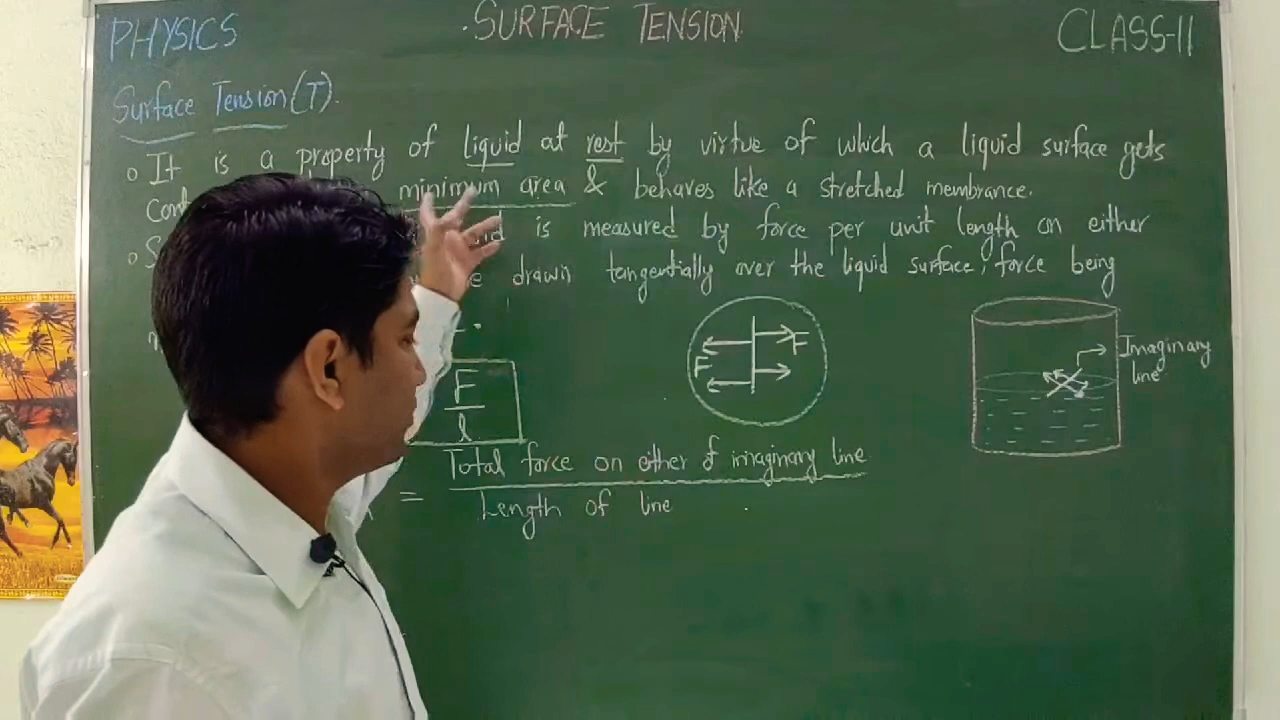 PHYSICS
SURFACE TENSION
CLASS-11
Surface Tension (T).
It is a property of liquid at rest by virtue of which a liquid surface gets
minimum area & behaves like a stretched membrance.
is measured by force per unit length on either
drawn tangentially over the liquid surface, force being
F
l
F
F
Imaginary
line
= Total force on either of imaginary line
Length of line